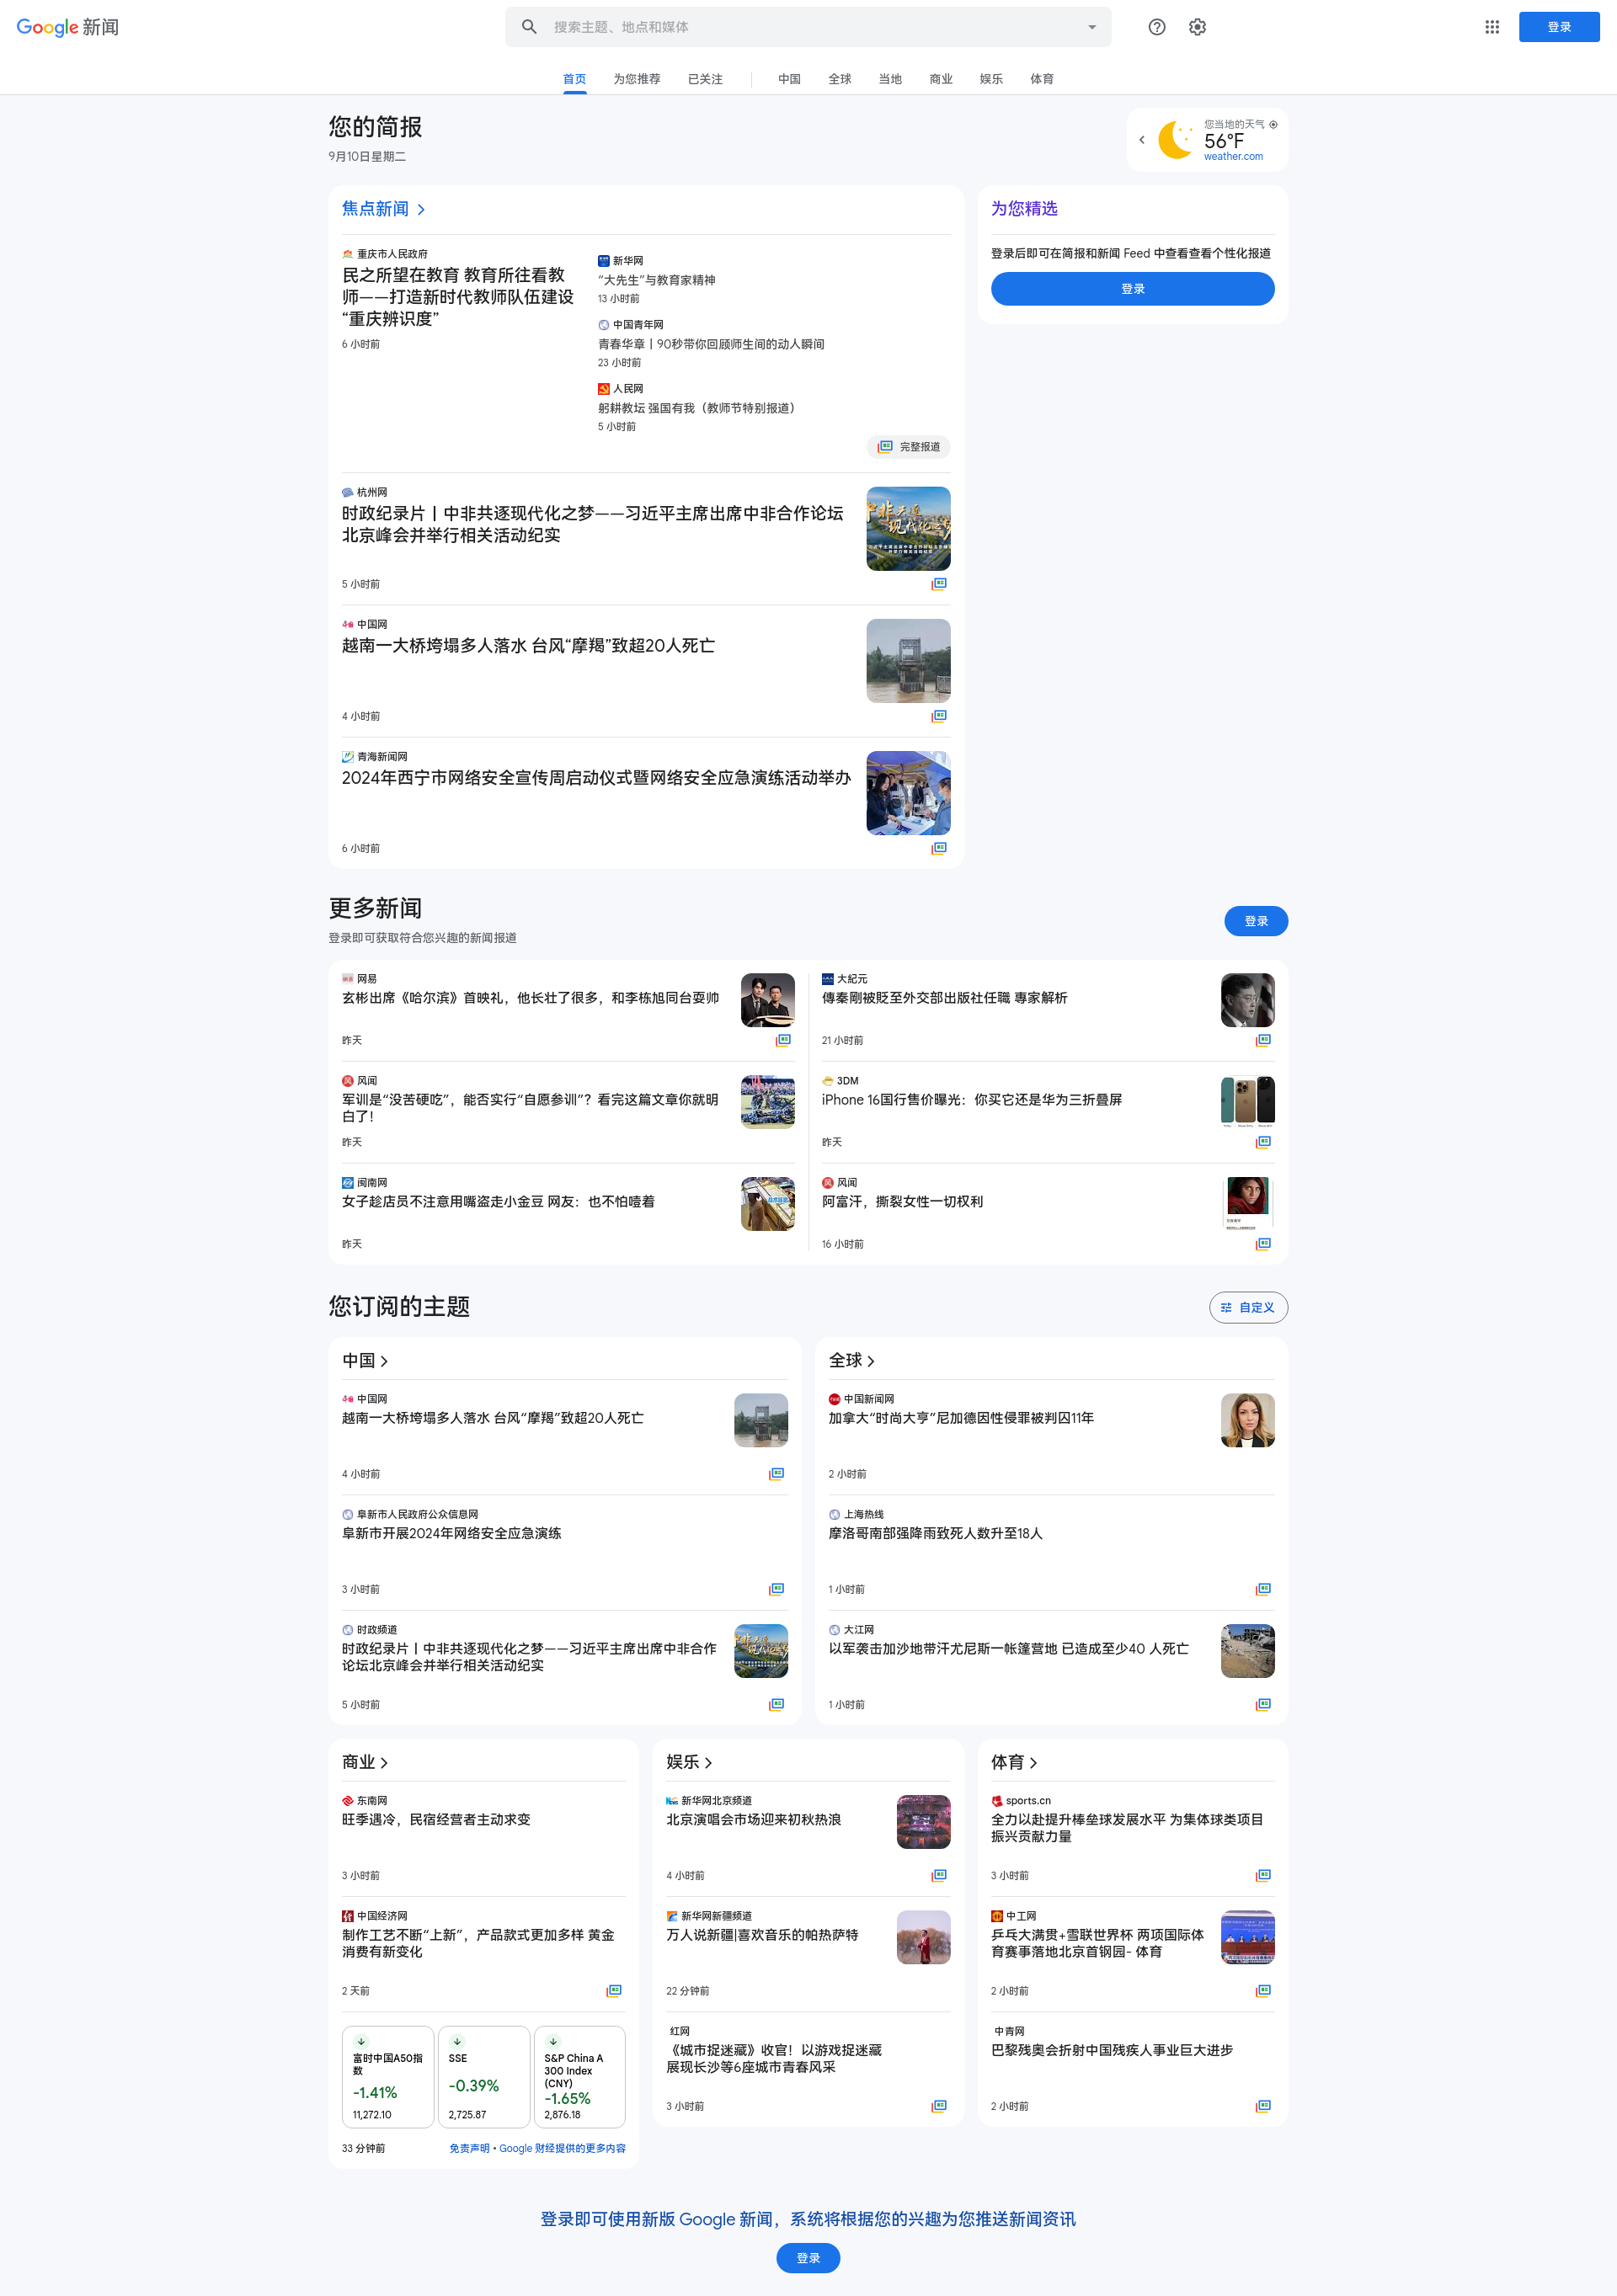 Google 新闻
搜索主题、地点和媒体
登录
首页
为您推荐
已关注
中国
全球
当地
商业
娱乐
体育
您的简报
9月10日星期二
您当地的天气
56°F
weather.com
焦点新闻
重庆市人民政府
民之所望在教育 教育所往看教
师——打造新时代教师队伍建设
“重庆辨识度”
6 小时前
新华网
“大先生”与教育家精神
13 小时前
中国青年网
青春华章丨90秒带你回顾师生间的动人瞬间
23 小时前
人民网
躬耕教坛 强国有我（教师节特别报道）
5 小时前
完整报道
杭州网
时政纪录片丨中非共逐现代化之梦——习近平主席出席中非合作论坛
北京峰会并举行相关活动纪实
5 小时前
中国网
越南一大桥垮塌多人落水 台风“摩羯”致超20人死亡
4 小时前
青海新闻网
2024年西宁市网络安全宣传周启动仪式暨网络安全应急演练活动举办
6 小时前
为您精选
登录后即可在简报和新闻 Feed 中查看查看个性化报道
登录
更多新闻
登录即可获取符合您兴趣的新闻报道
登录
网易
玄彬出席《哈尔滨》首映礼，他长壮了很多，和李栋旭同台耍帅
昨天
风闻
军训是“没苦硬吃”，能否实行“自愿参训”？看完这篇文章你就明
白了！
昨天
闽南网
女子趁店员不注意用嘴盗走小金豆 网友：也不怕噎着
昨天
大紀元
傳秦剛被貶至外交部出版社任職 專家解析
21 小时前
3DM
iPhone 16国行售价曝光：你买它还是华为三折叠屏
昨天
风闻
阿富汗，撕裂女性一切权利
16 小时前
您订阅的主题
自定义
中国
中国网
越南一大桥垮塌多人落水 台风“摩羯”致超20人死亡
4 小时前
阜新市人民政府公众信息网
阜新市开展2024年网络安全应急演练
3 小时前
时政频道
时政纪录片丨中非共逐现代化之梦——习近平主席出席中非合作
论坛北京峰会并举行相关活动纪实
5 小时前
全球
中国新闻网
加拿大“时尚大亨”尼加德因性侵罪被判囚11年
2 小时前
上海热线
摩洛哥南部强降雨致死人数升至18人
1 小时前
大江网
以军袭击加沙地带汗尤尼斯一帐篷营地 已造成至少40 人死亡
1 小时前
商业
东南网
旺季遇冷，民宿经营者主动求变
3 小时前
中国经济网
制作工艺不断“上新”，产品款式更加多样 黄金
消费有新变化
2 天前
富时中国A50指
数
-1.41%
11,272.10
SSE
-0.39%
2,725.87
S&P China A
300 Index
(CNY)
-1.65%
2,876.18
33 分钟前
免责声明 • Google 财经提供的更多内容
娱乐
新华网北京频道
北京演唱会市场迎来初秋热浪
4 小时前
新华网新疆频道
万人说新疆|喜欢音乐的帕热萨特
22 分钟前
红网
《城市捉迷藏》收官！以游戏捉迷藏
展现长沙等6座城市青春风采
3 小时前
体育
sports.cn
全力以赴提升棒垒球发展水平 为集体球类项目
振兴贡献力量
3 小时前
中工网
乒乓大满贯+雪联世界杯 两项国际体
育赛事落地北京首钢园- 体育
2 小时前
中青网
巴黎残奥会折射中国残疾人事业巨大进步
2 小时前
登录即可使用新版 Google 新闻，系统将根据您的兴趣为您推送新闻资讯
登录